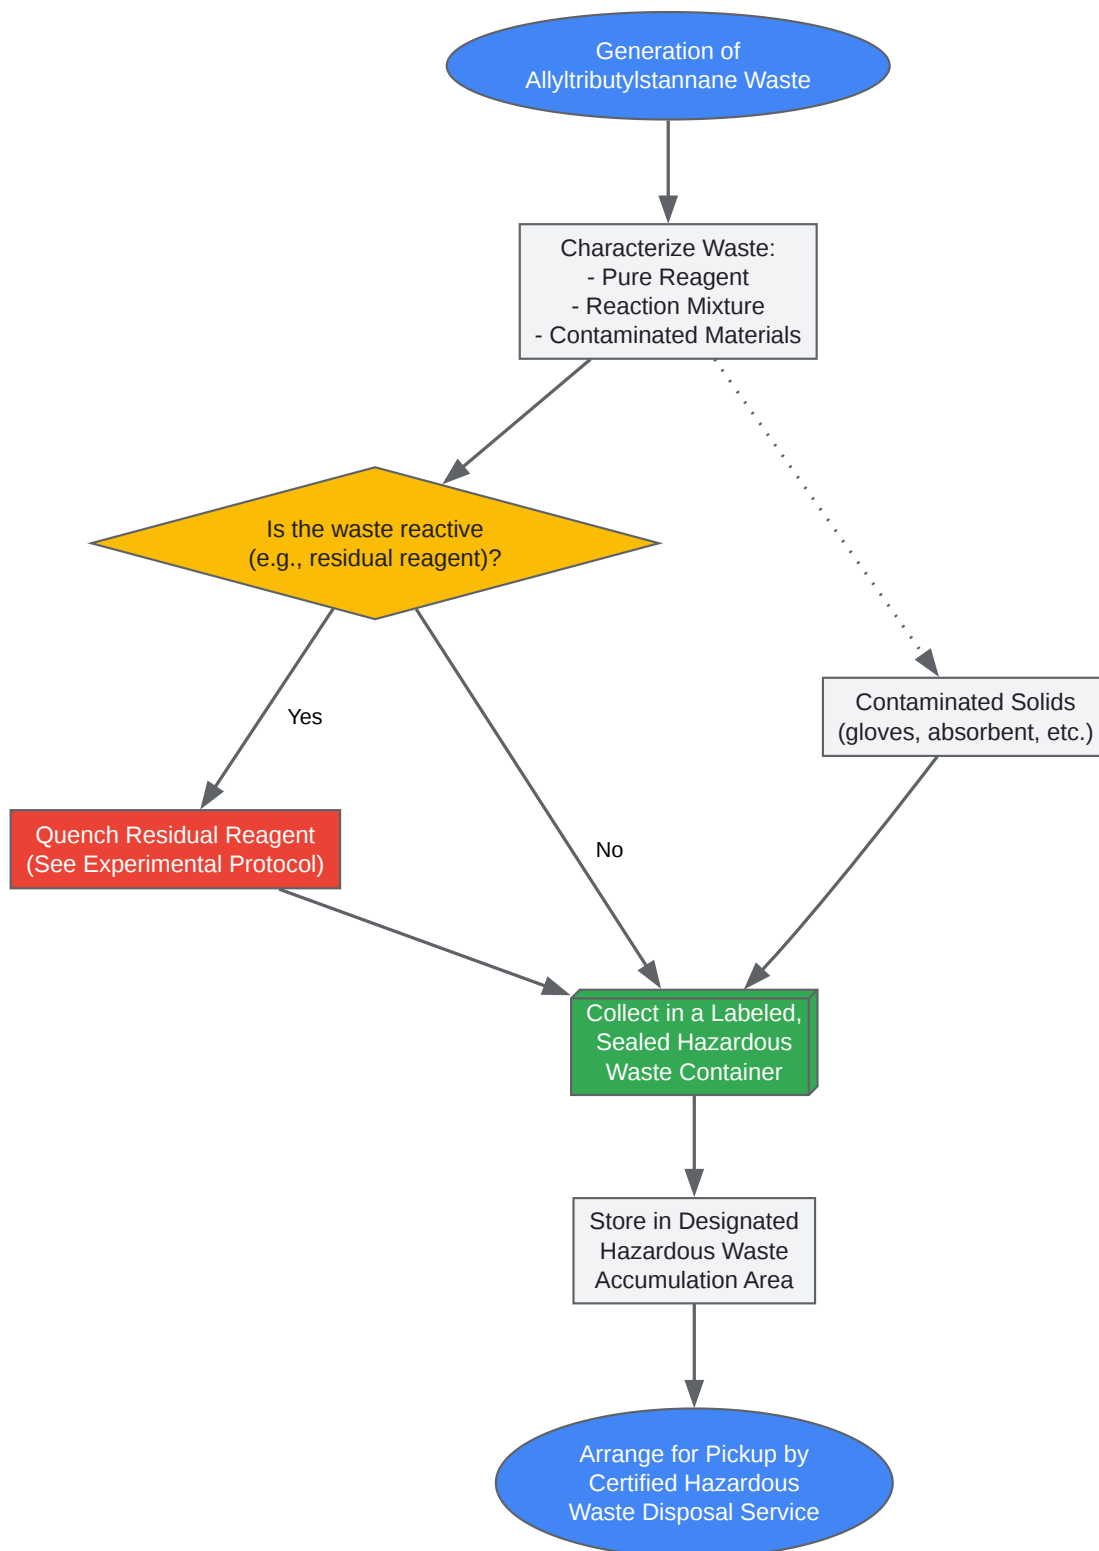 Generation of
Allyltributylstannane Waste
Characterize Waste:
- Pure Reagent
- Reaction Mixture
- Contaminated Materials
Is the waste reactive
(e.g., residual reagent)?
Yes
Contaminated Solids
(gloves, absorbent, etc.)
Quench Residual Reagent
(See Experimental Protocol)
No
Collect in a Labeled,
Sealed Hazardous
Waste Container
Store in Designated
Hazardous Waste
Accumulation Area
Arrange for Pickup by
Certified Hazardous
Waste Disposal Service